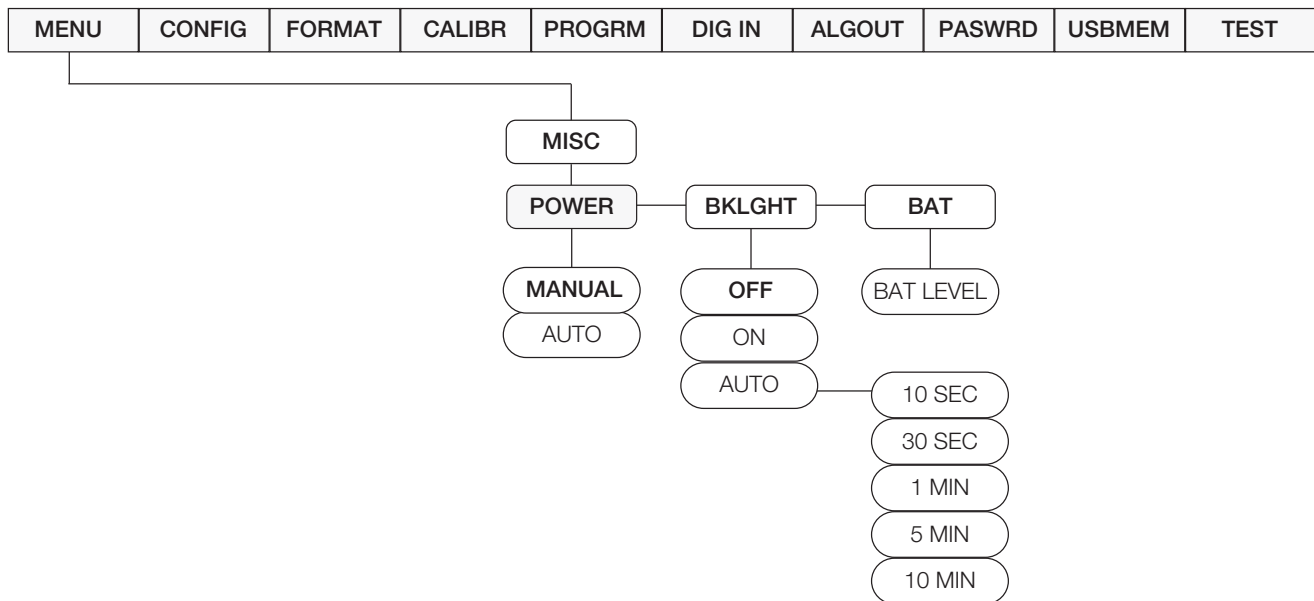 MENU CONFIG FORMAT CALIBR PROGRM DIG IN ALGOUT PASWRD USBMEM TEST
MISC
POWER BKLGHT BAT
MANUAL OFF BAT LEVEL
AUTO ON
AUTO 10 SEC
30 SEC
1 MIN
5 MIN
10 MIN